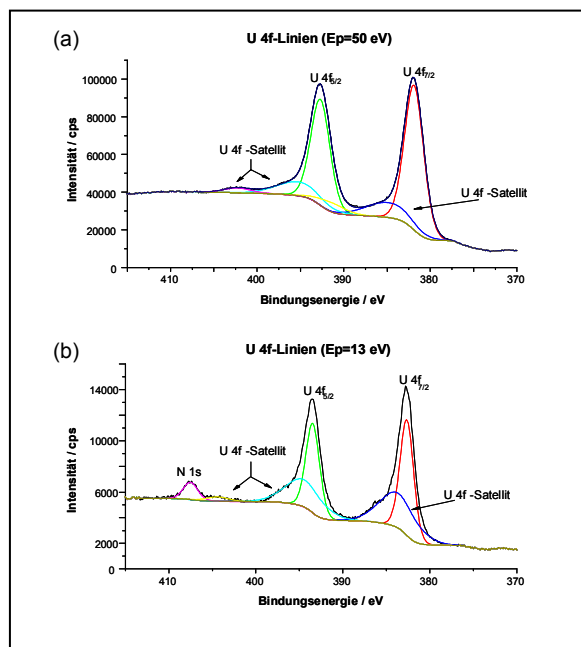 (a)
U 4f-Linien (Ep=50 eV)
U 4f5/2
U 4f7/2
U 4f -Satellit
U 4f -Satellit
Intensität / cps
100000
80000
60000
40000
20000
0
410
400
390
380
370
Bindungsenergie / eV
(b)
U 4f-Linien (Ep=13 eV)
U 4f5/2
U 4f7/2
U 4f -Satellit
N 1s
U 4f -Satellit
Intensität / cps
14000
10000
6000
2000
0
410
400
390
380
370
Bindungsenergie / eV